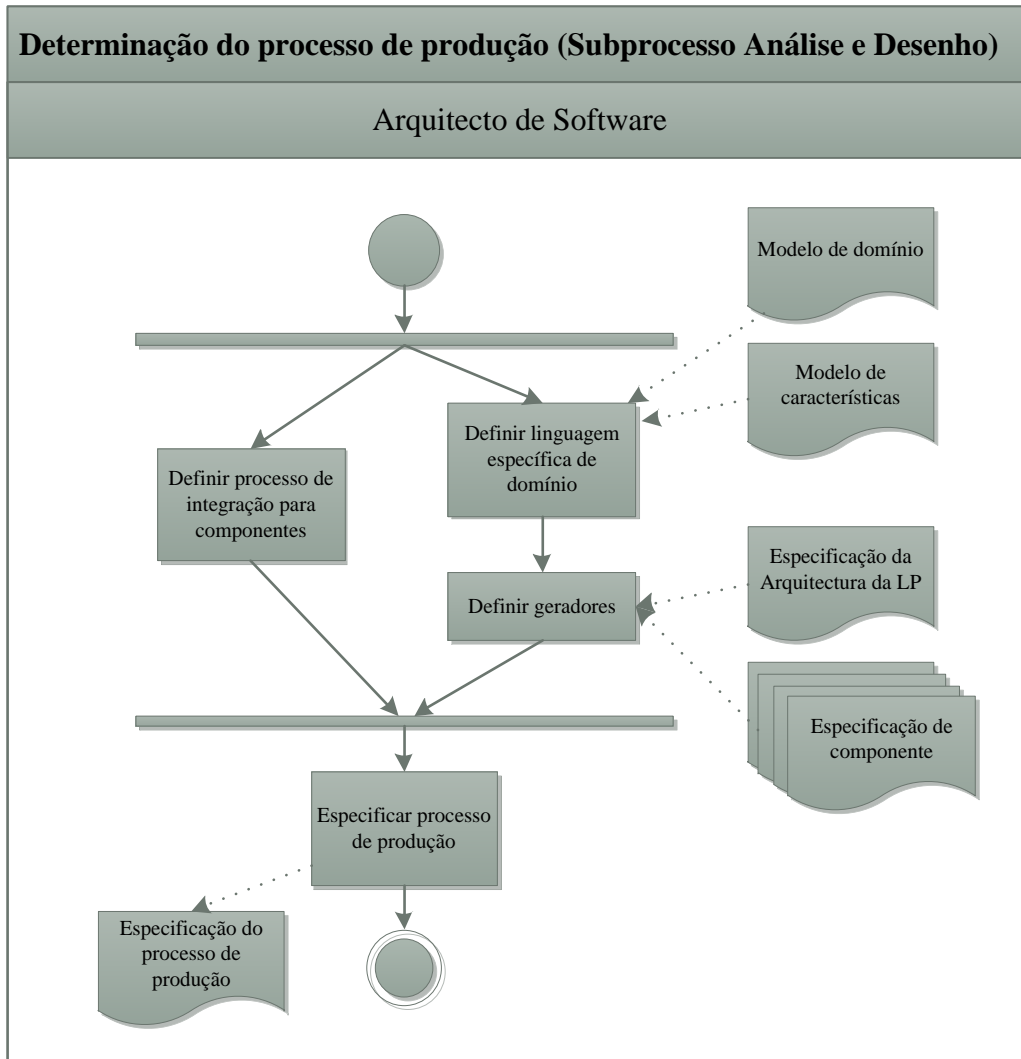 Determinação do processo de produção (Subprocesso Análise e Desenho)
Arquitecto de Software
Modelo de domínio
Modelo de
características
Definir linguagem
específica de
domínio
Definir processo de
integração para
componentes
Especificação da
Arquitectura da LP
Definir geradores
Especificação de
componente
Especificar processo
de produção
Especificação do
processo de
produção